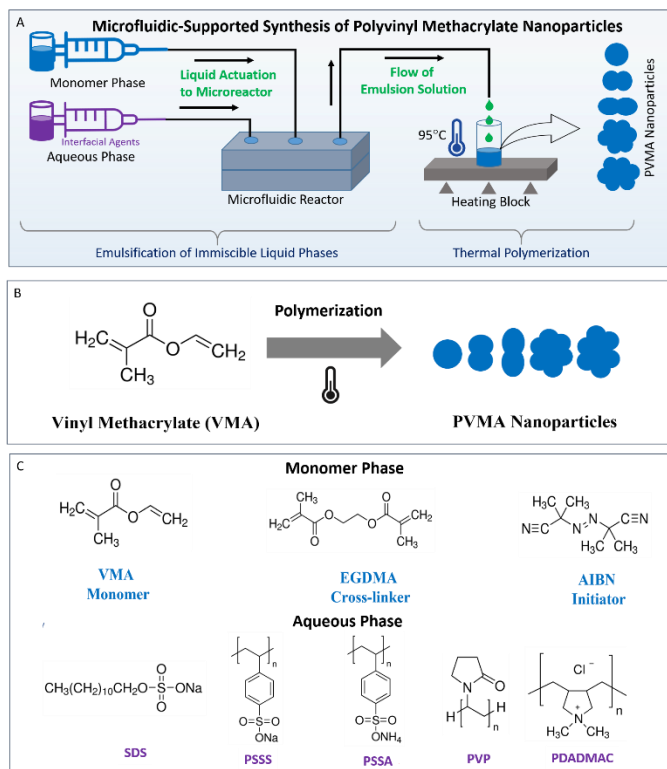 A
Microfluidic-Supported Synthesis of Polyvinyl Methacrylate Nanoparticles
Monomer Phase
Liquid Actuation
to Microreactor
Flow of
Emulsion Solution
Interfacial Agents
Aqueous Phase
95°C
PVMA Nanoparticles
Microfluidic Reactor
Heating Block
Emulsification of Immiscible Liquid Phases
Thermal Polymerization
B
Polymerization
O
H₂C
O
CH₂
CH₃
Vinyl Methacrylate (VMA)
PVMA Nanoparticles
C
Monomer Phase
O
H₂C
O
CH₂
CH₃
CH₃
H₂C
O
O
O
O
CH₂
CH₃
H₃C
CH₃
N≡C
N
N
C≡N
H₃C
CH₃
VMA
Monomer
EGDMA
Cross-linker
AIBN
Initiator
Aqueous Phase
CH₃(CH₂)₁₀CH₂O
O
S
O
ONa
n
O=S=O
ONa
n
O=S=O
ONH₄
N
O
H
H
n
Cl⁻
N⁺
H₃C
CH₃
n
SDS
PSSS
PSSA
PVP
PDADMAC